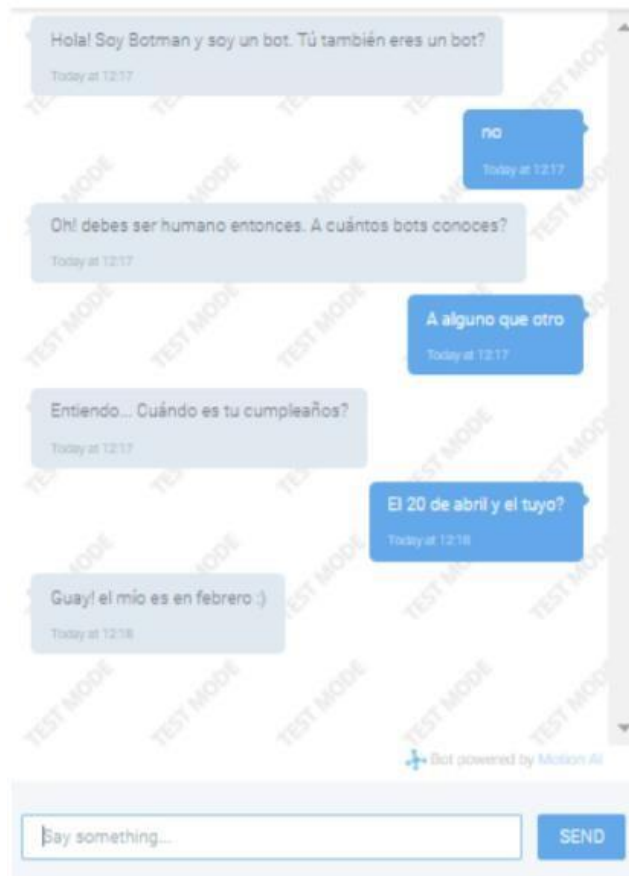 Hola! Soy Botman y soy un bot. Tú también eres un bot?
Today at 12:17
no
Today at 12:17
Oh! debes ser humano entonces. A cuántos bots conoces?
Today at 12:17
A alguno que otro
Today at 12:17
Entiendo... Cuándo es tu cumpleaños?
Today at 12:17
El 20 de abril y el tuyo?
Today at 12:18
Guay! el mío es en febrero :)
Today at 12:18
TEST MODE
Bot powered by Motion AI
Say something...
SEND